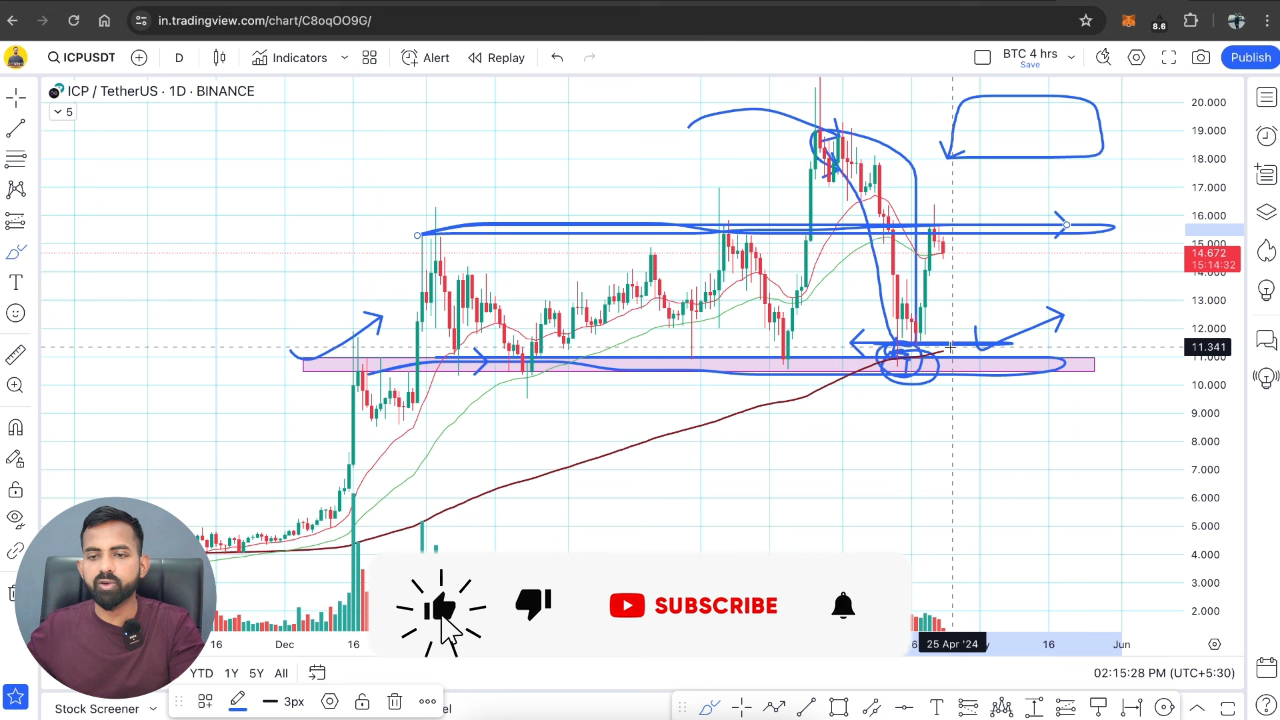 in.tradingview.com/chart/C8oqOO9G/
8.6
ICPUSDT
D
Indicators
Alert
Replay
BTC 4 hrs
Save
Publish
ICP / TetherUS · 1D · BINANCE
5
20.000
19.000
18.000
17.000
16.000
15.000
14.672
15:14:32
13.000
12.000
11.341
11.000
10.000
9.000
8.000
7.000
6.000
5.000
4.000
3.000
2.000
SUBSCRIBE
16
Dec
16
25 Apr '24
16
Jun
YTD
1Y
5Y
All
02:15:28 PM (UTC+5:30)
Stock Screener
3px